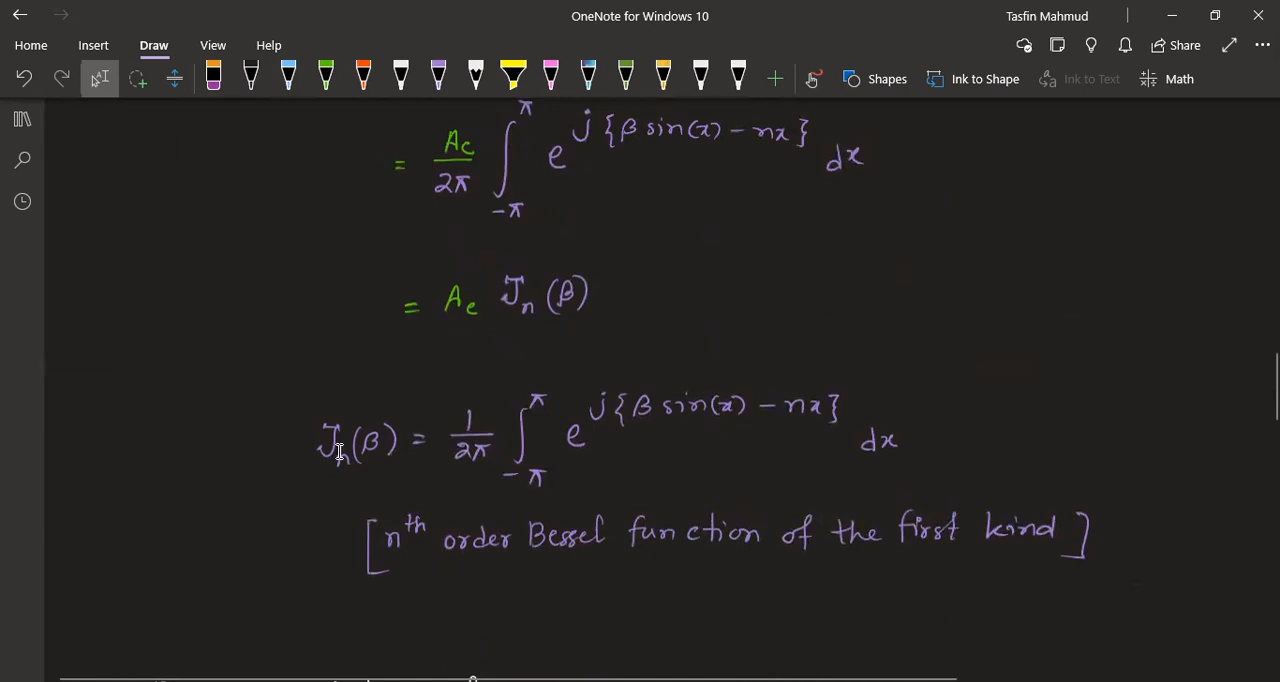 OneNote for Windows 10
Tasfin Mahmud
Home Insert Draw View Help
Share
Shapes Ink to Shape Ink to Text Math
= Ac/2π ∫_{-π}^{π} e^{j{β sin(x) - nx}} dx
= Ac Jn(β)
Jn(β) = 1/2π ∫_{-π}^{π} e^{j{β sin(x) - nx}} dx
[nth order Bessel function of the first kind]